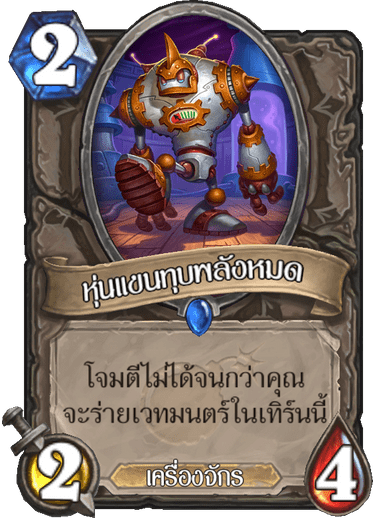 2
หุ่นแขนทุบพลังหมด
โจมตีไม่ได้จนกว่าคุณ
จะร่ายเวทมนตร์ในเทิร์นนี้
2
เครื่องจักร
4